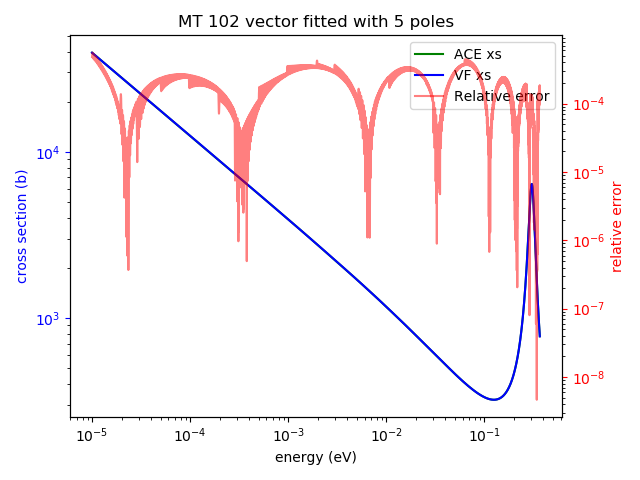 MT 102 vector fitted with 5 poles
ACE xs
VF xs
Relative error
cross section (b)
10⁴
10³
relative error
10⁻⁴
10⁻⁵
10⁻⁶
10⁻⁷
10⁻⁸
10⁻⁵ 10⁻⁴ 10⁻³ 10⁻² 10⁻¹
energy (eV)